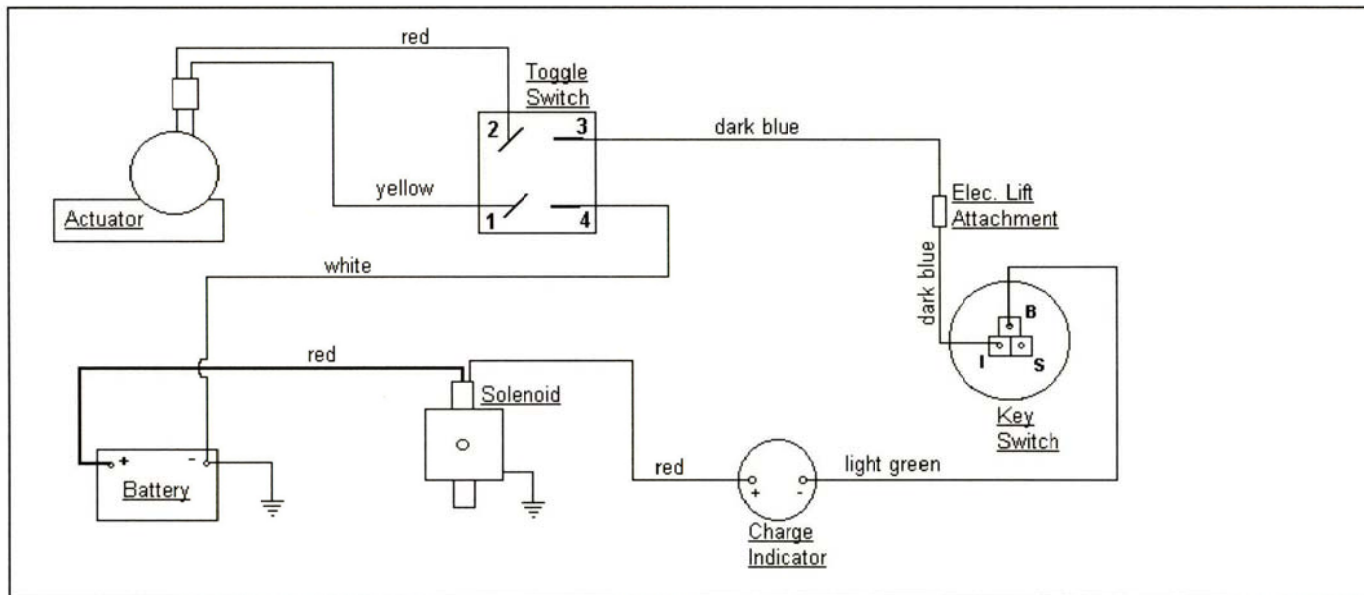 red
Toggle
Switch
2
3
dark blue
yellow
1
4
Actuator
Elec. Lift
Attachment
white
dark blue
B
I
S
red
Solenoid
Key
Switch
+ -
Battery
red
light green
+ -
Charge
Indicator